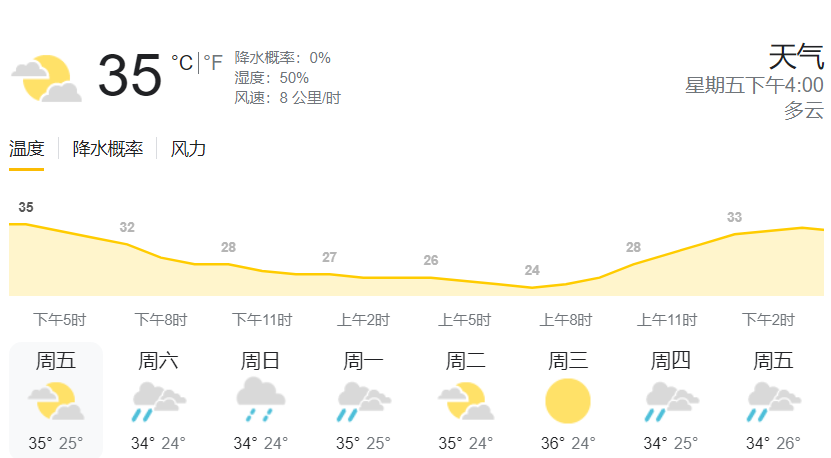 35 °C | °F
降水概率：0%
湿度：50%
风速：8 公里/时
天气
星期五下午4:00
多云
温度 降水概率 风力
35 32 28 27 26 24 28 33
下午5时 下午8时 下午11时 上午2时 上午5时 上午8时 上午11时 下午2时
周五 周六 周日 周一 周二 周三 周四 周五
35° 25° 34° 24° 34° 24° 35° 25° 35° 24° 36° 24° 34° 25° 34° 26°